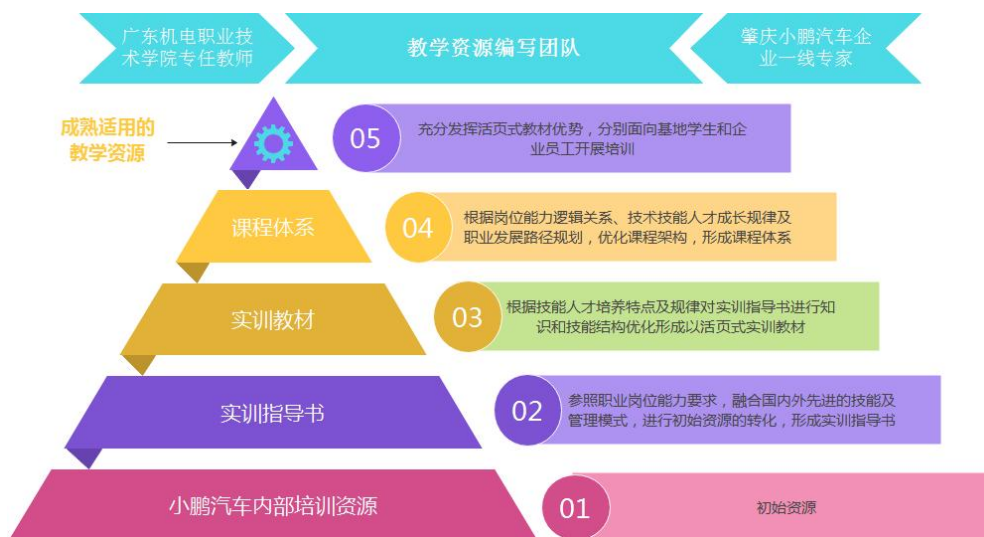 广东机电职业技
术学院专任教师
教学资源编写团队
肇庆小鹏汽车企
业一线专家
成熟适用的
教学资源
05
充分发挥活页式教材优势，分别面向基地学生和企
业员工开展培训
课程体系
04
根据岗位能力逻辑关系、技术技能人才成长规律及
职业发展路径规划，优化课程架构，形成课程体系
实训教材
03
根据技能人才培养特点及规律对实训指导书进行知
识和技能结构优化形成以活页式实训教材
实训指导书
02
参照职业岗位能力要求，融合国内外先进的技能及
管理模式，进行初始资源的转化，形成实训指导书
小鹏汽车内部培训资源
01
初始资源